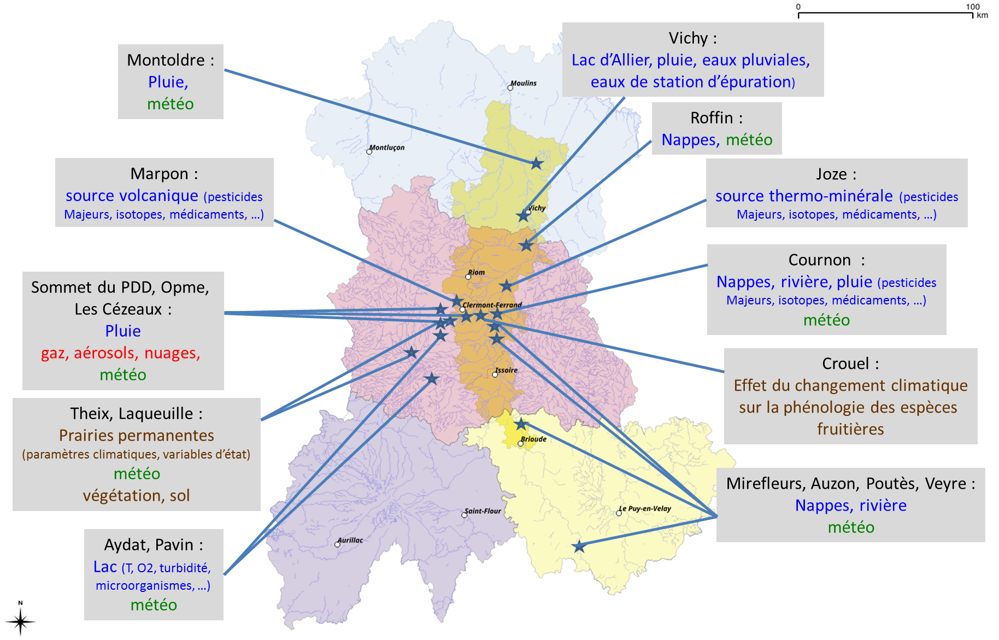 0 100
km
Vichy :
Lac d’Allier, pluie, eaux pluviales,
eaux de station d’épuration)
Montoldre :
Pluie,
météo
Moulins
Roffin :
Nappes, météo
Montluçon
Marpon :
source volcanique (pesticides
Majeurs, isotopes, médicaments, …)
Joze :
source thermo-minérale (pesticides
Majeurs, isotopes, médicaments, …)
Vichy
Cournon :
Nappes, rivière, pluie (pesticides
Majeurs, isotopes, médicaments, …)
météo
Riom
Clermont-Ferrand
Sommet du PDD, Opme,
Les Cézeaux :
Pluie
gaz, aérosols, nuages,
météo
Crouel :
Effet du changement climatique
sur la phénologie des espèces
fruitières
Issoire
Theix, Laqueuille :
Prairies permanentes
(paramètres climatiques, variables d’état)
météo
végétation, sol
Brioude
Mirefleurs, Auzon, Poutès, Veyre :
Nappes, rivière
météo
Saint-Flour
Le Puy-en-Velay
Aurillac
Aydat, Pavin :
Lac (T, O2, turbidité,
microorganismes, …)
météo
N